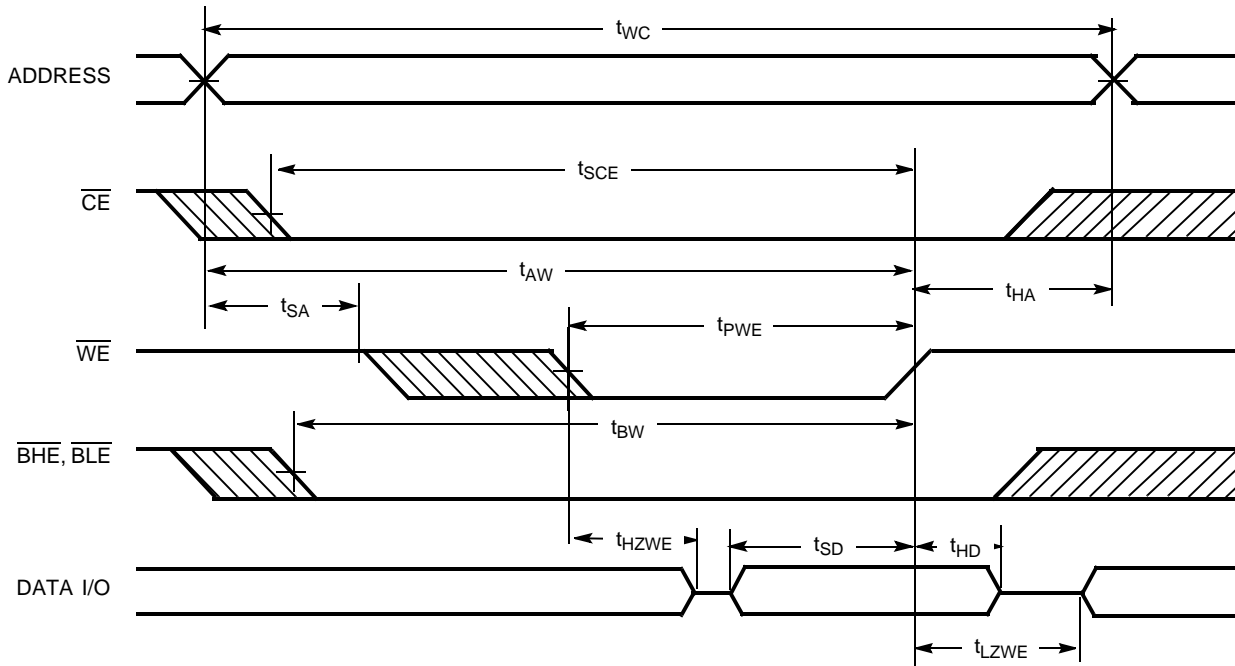 tWC
ADDRESS
tSCE
CE
tAW
tSA
tHA
tPWE
WE
tBW
BHE, BLE
tHZWE
tSD
tHD
DATA I/O
tLZWE